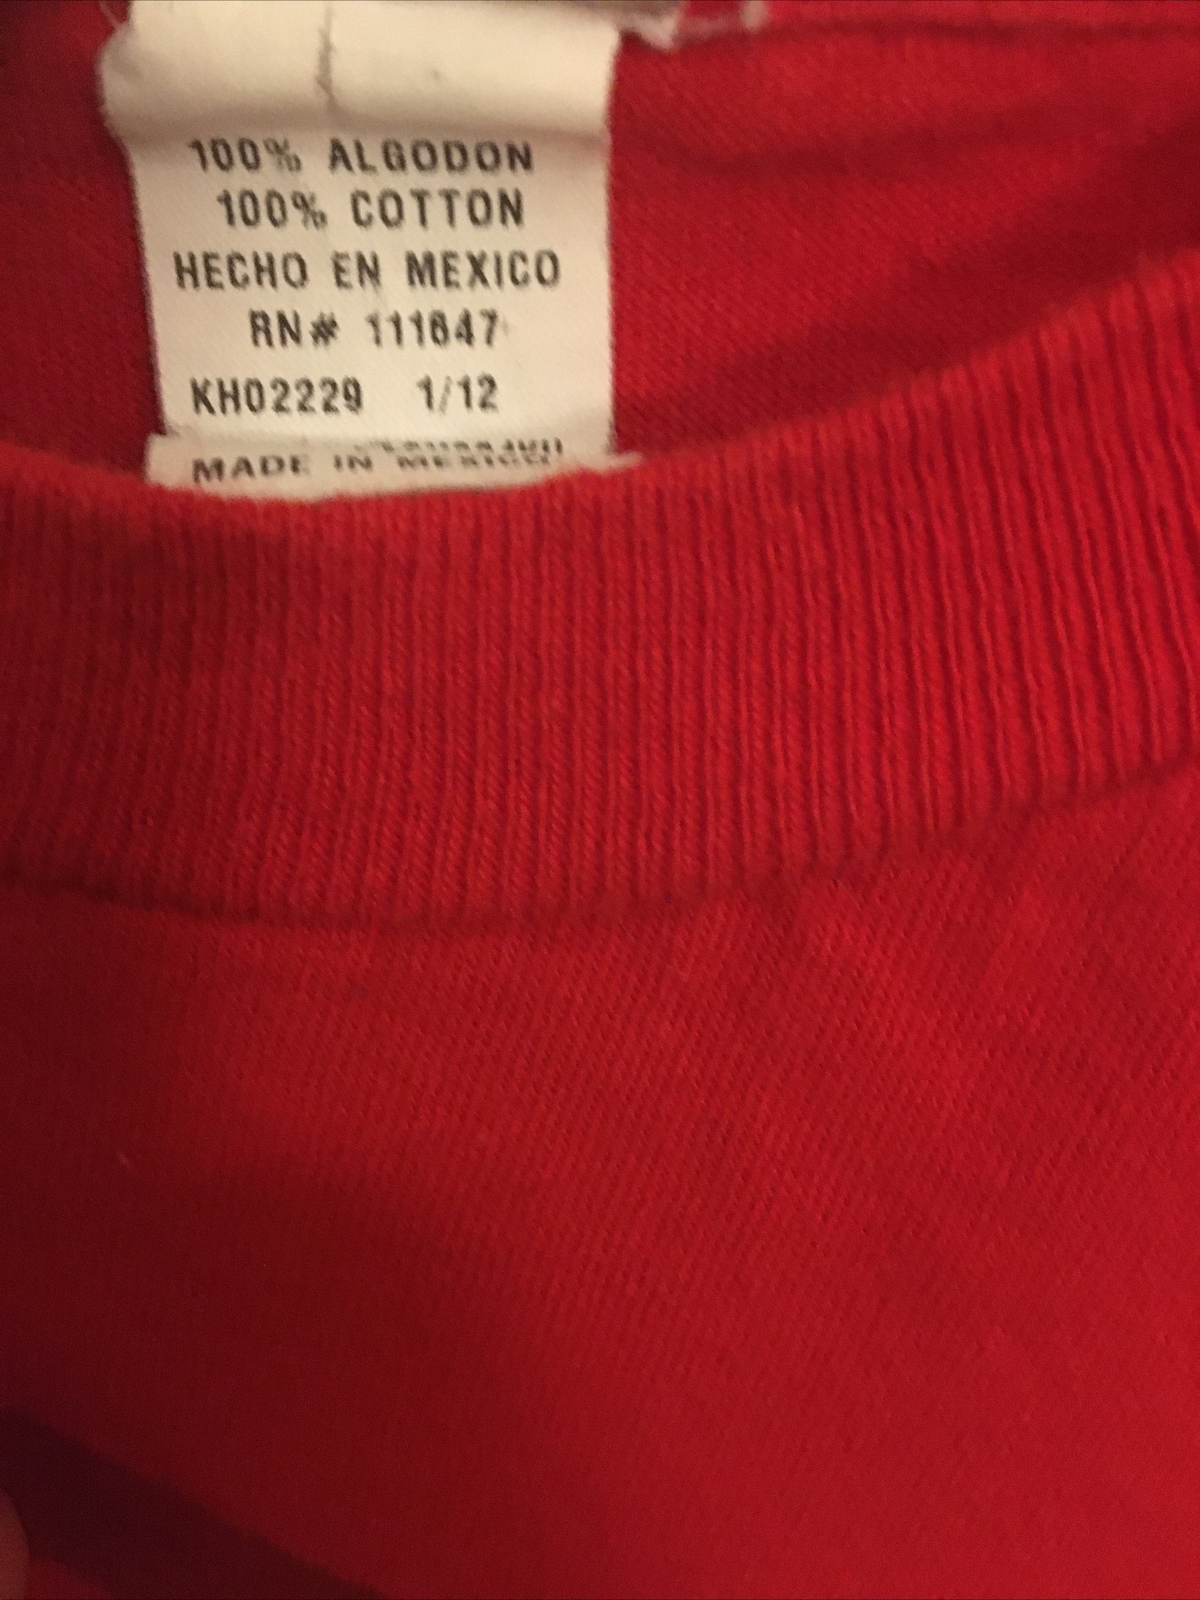 100% ALGODON
100% COTTON
HECHO EN MEXICO
RN# 111647
KH02229 1/12
MADE IN MEXICO